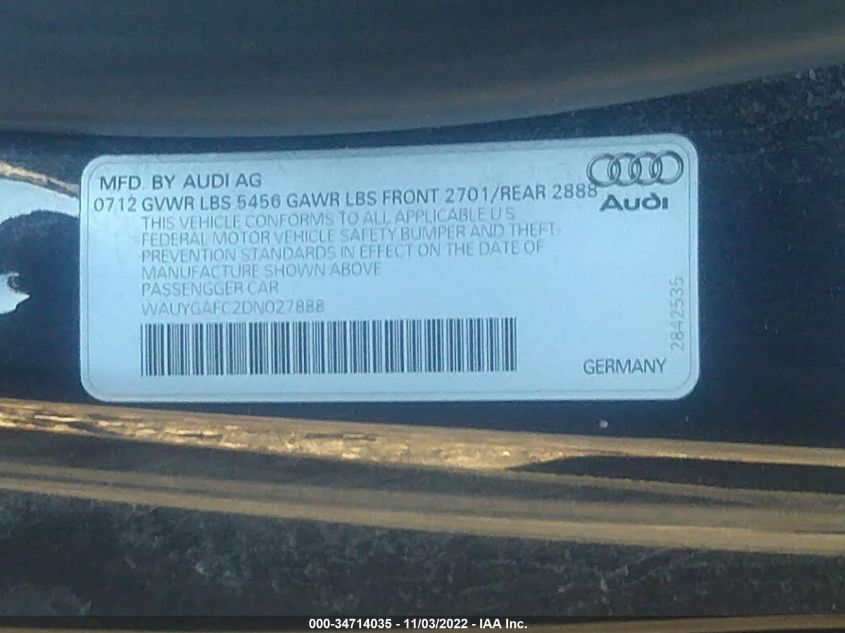 MFD. BY AUDI AG
0712 GVWR LBS 5456 GAWR LBS FRONT 2701/REAR 2888
Audi
THIS VEHICLE CONFORMS TO ALL APPLICABLE U S
FEDERAL MOTOR VEHICLE SAFETY BUMPER AND THEFT-
PREVENTION STANDARDS IN EFFECT ON THE DATE OF
MANUFACTURE SHOWN ABOVE
PASSENGGER CAR
WAUYGAFC2DN027888
2842535
GERMANY
000-34714035 - 11/03/2022 - IAA Inc.